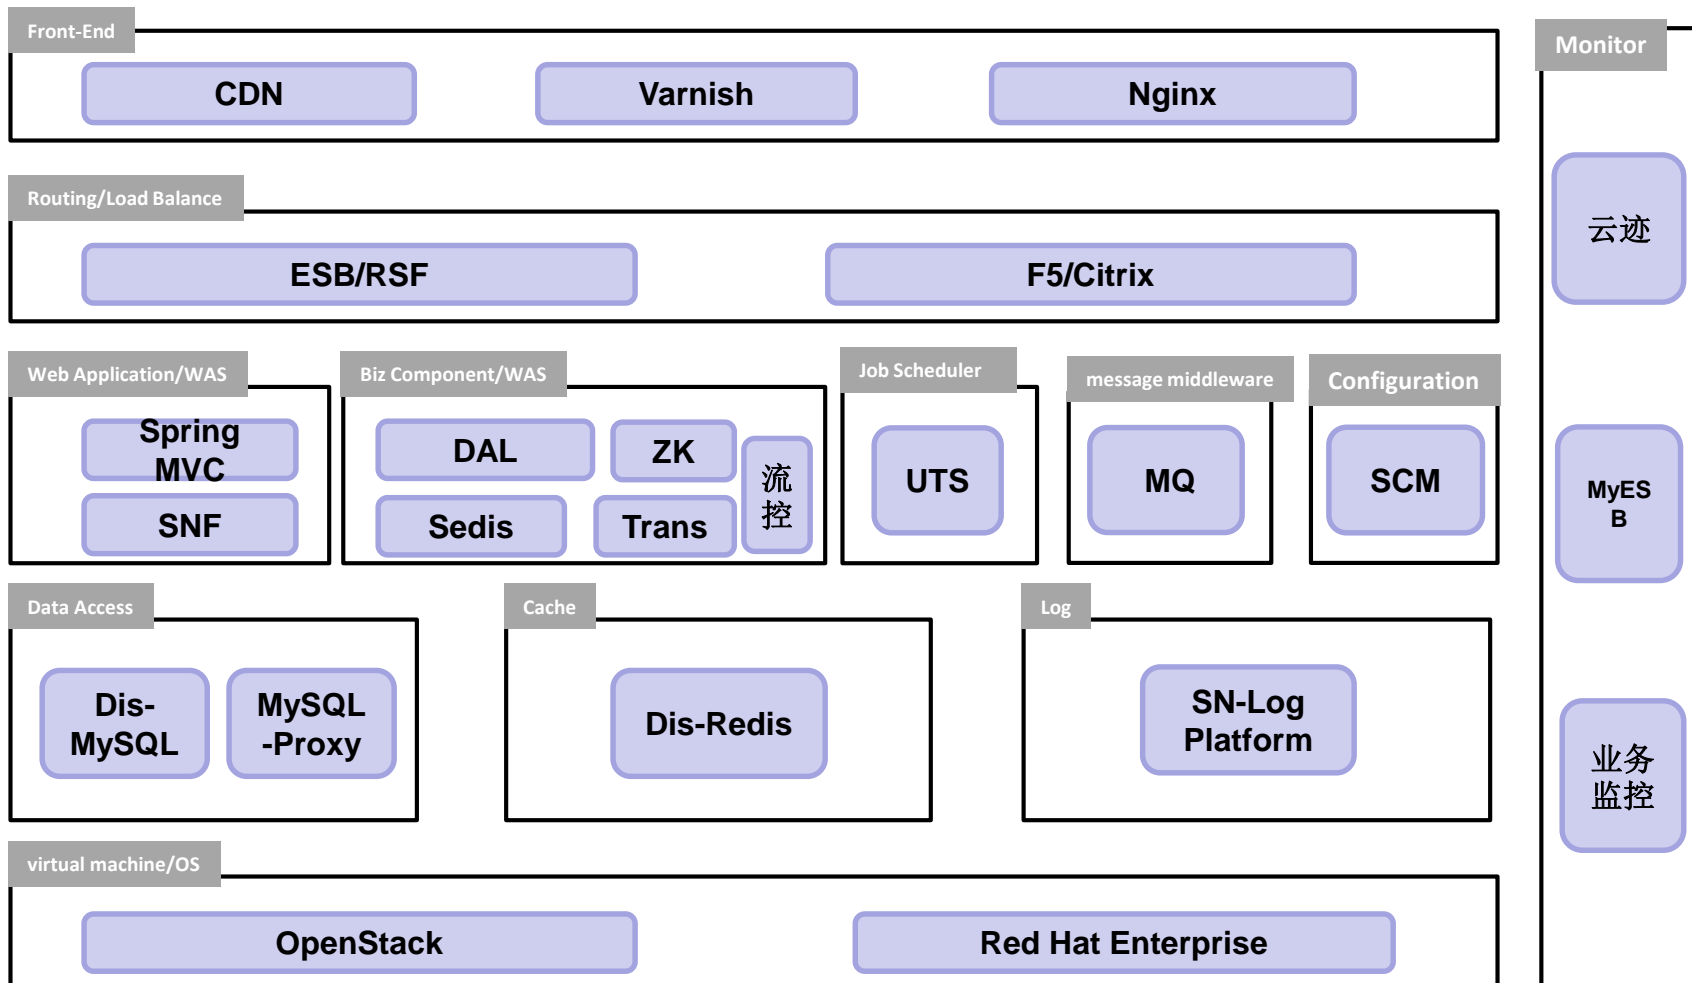 Front-End
CDN
Varnish
Nginx
Routing/Load Balance
ESB/RSF
F5/Citrix
Web Application/WAS
Spring
MVC
SNF
Biz Component/WAS
DAL
ZK
Sedis
Trans
流
控
Job Scheduler
UTS
message middleware
MQ
Configuration
SCM
Data Access
Dis-
MySQL
MySQL
-Proxy
Cache
Dis-Redis
Log
SN-Log
Platform
virtual machine/OS
OpenStack
Red Hat Enterprise
Monitor
云迹
MyES
B
业务
监控